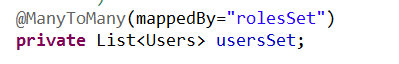 @ManyToMany(mappedBy="rolesSet")
private List<Users> usersSet;